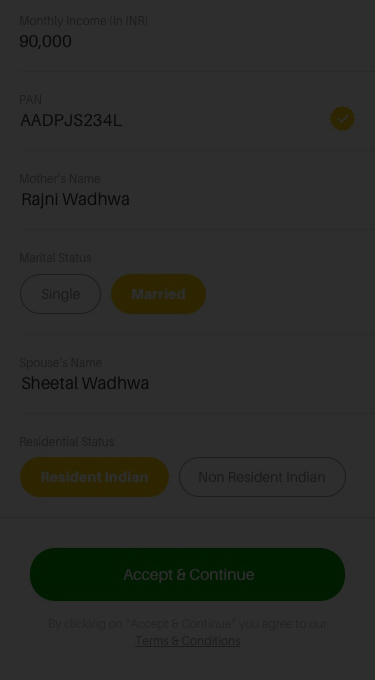 Monthly Income (In INR)
90,000
PAN
AADPJS234L
Mother's Name
Rajni Wadhwa
Marital Status
Single
Married
Spouse's Name
Sheetal Wadhwa
Residential Status
Resident Indian
Non Resident Indian
Accept & Continue
By clicking on "Accept & Continue" you agree to our
Terms & Conditions